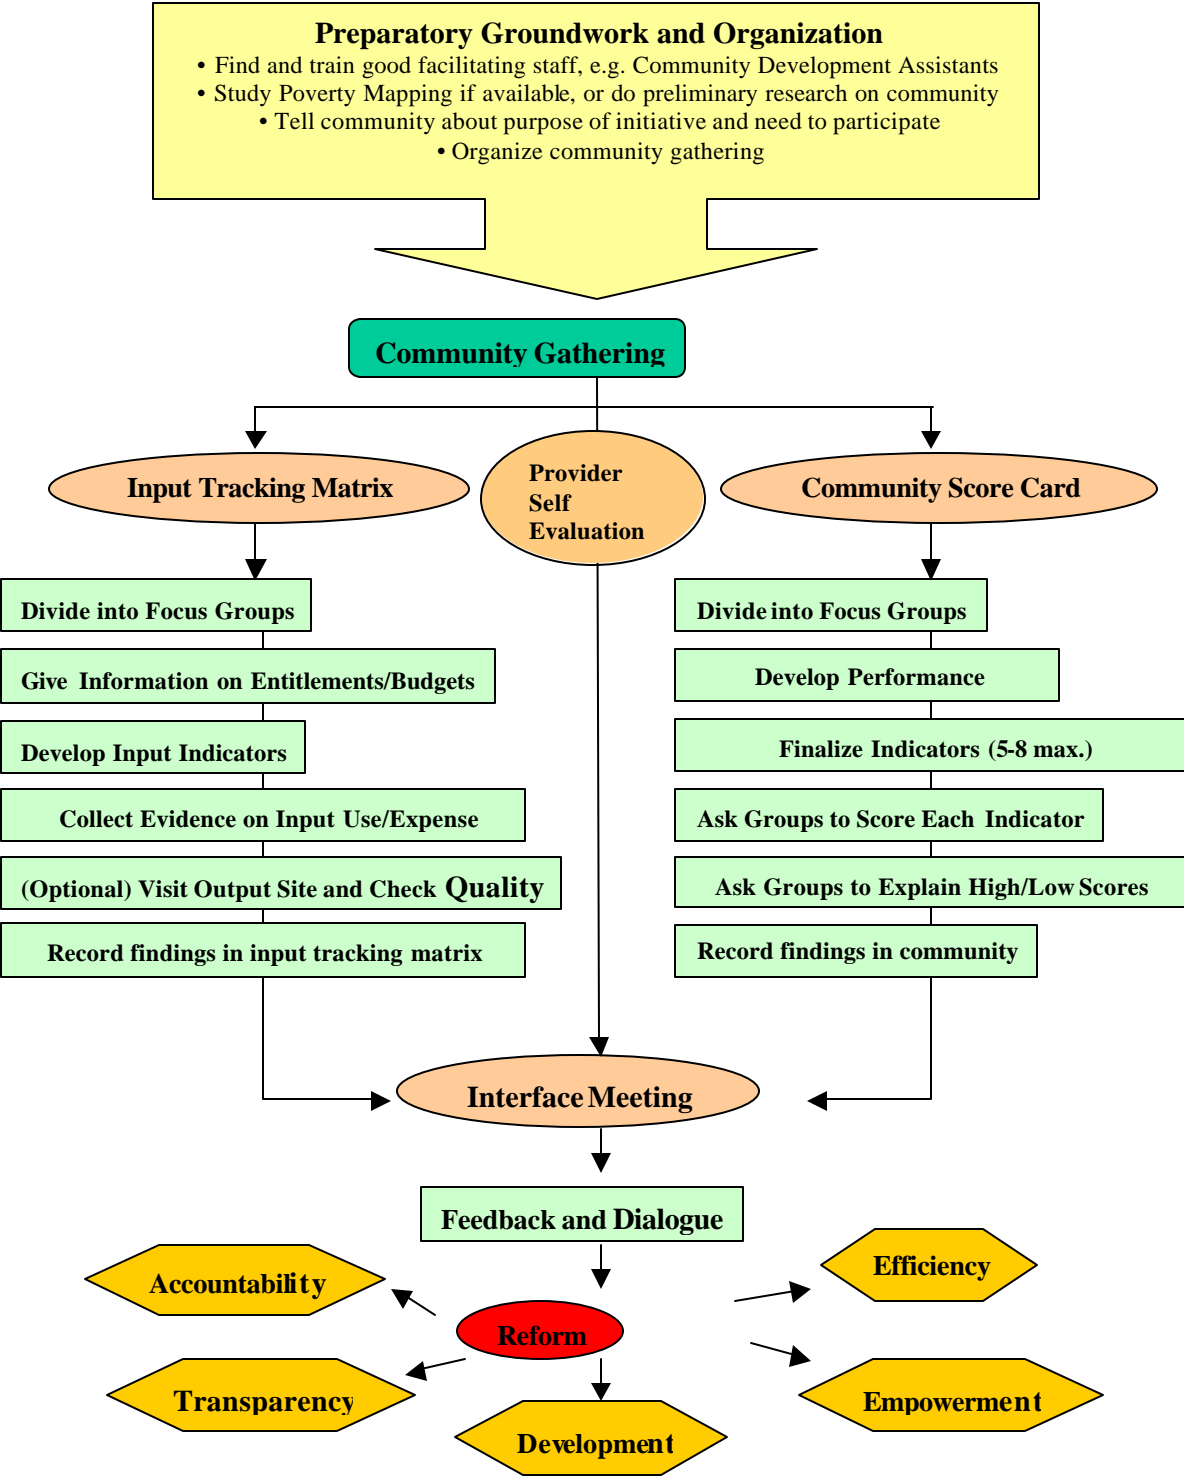 Preparatory Groundwork and Organization
• Find and train good facilitating staff, e.g. Community Development Assistants
• Study Poverty Mapping if available, or do preliminary research on community
• Tell community about purpose of initiative and need to participate
• Organize community gathering
Community Gathering
Input Tracking Matrix
Provider
Self
Evaluation
Community Score Card
Divide into Focus Groups
Give Information on Entitlements/Budgets
Develop Input Indicators
Collect Evidence on Input Use/Expense
(Optional) Visit Output Site and Check Quality
Record findings in input tracking matrix
Divide into Focus Groups
Develop Performance
Finalize Indicators (5-8 max.)
Ask Groups to Score Each Indicator
Ask Groups to Explain High/Low Scores
Record findings in community
Interface Meeting
Feedback and Dialogue
Accountability
Efficiency
Reform
Transparency
Empowerment
Development